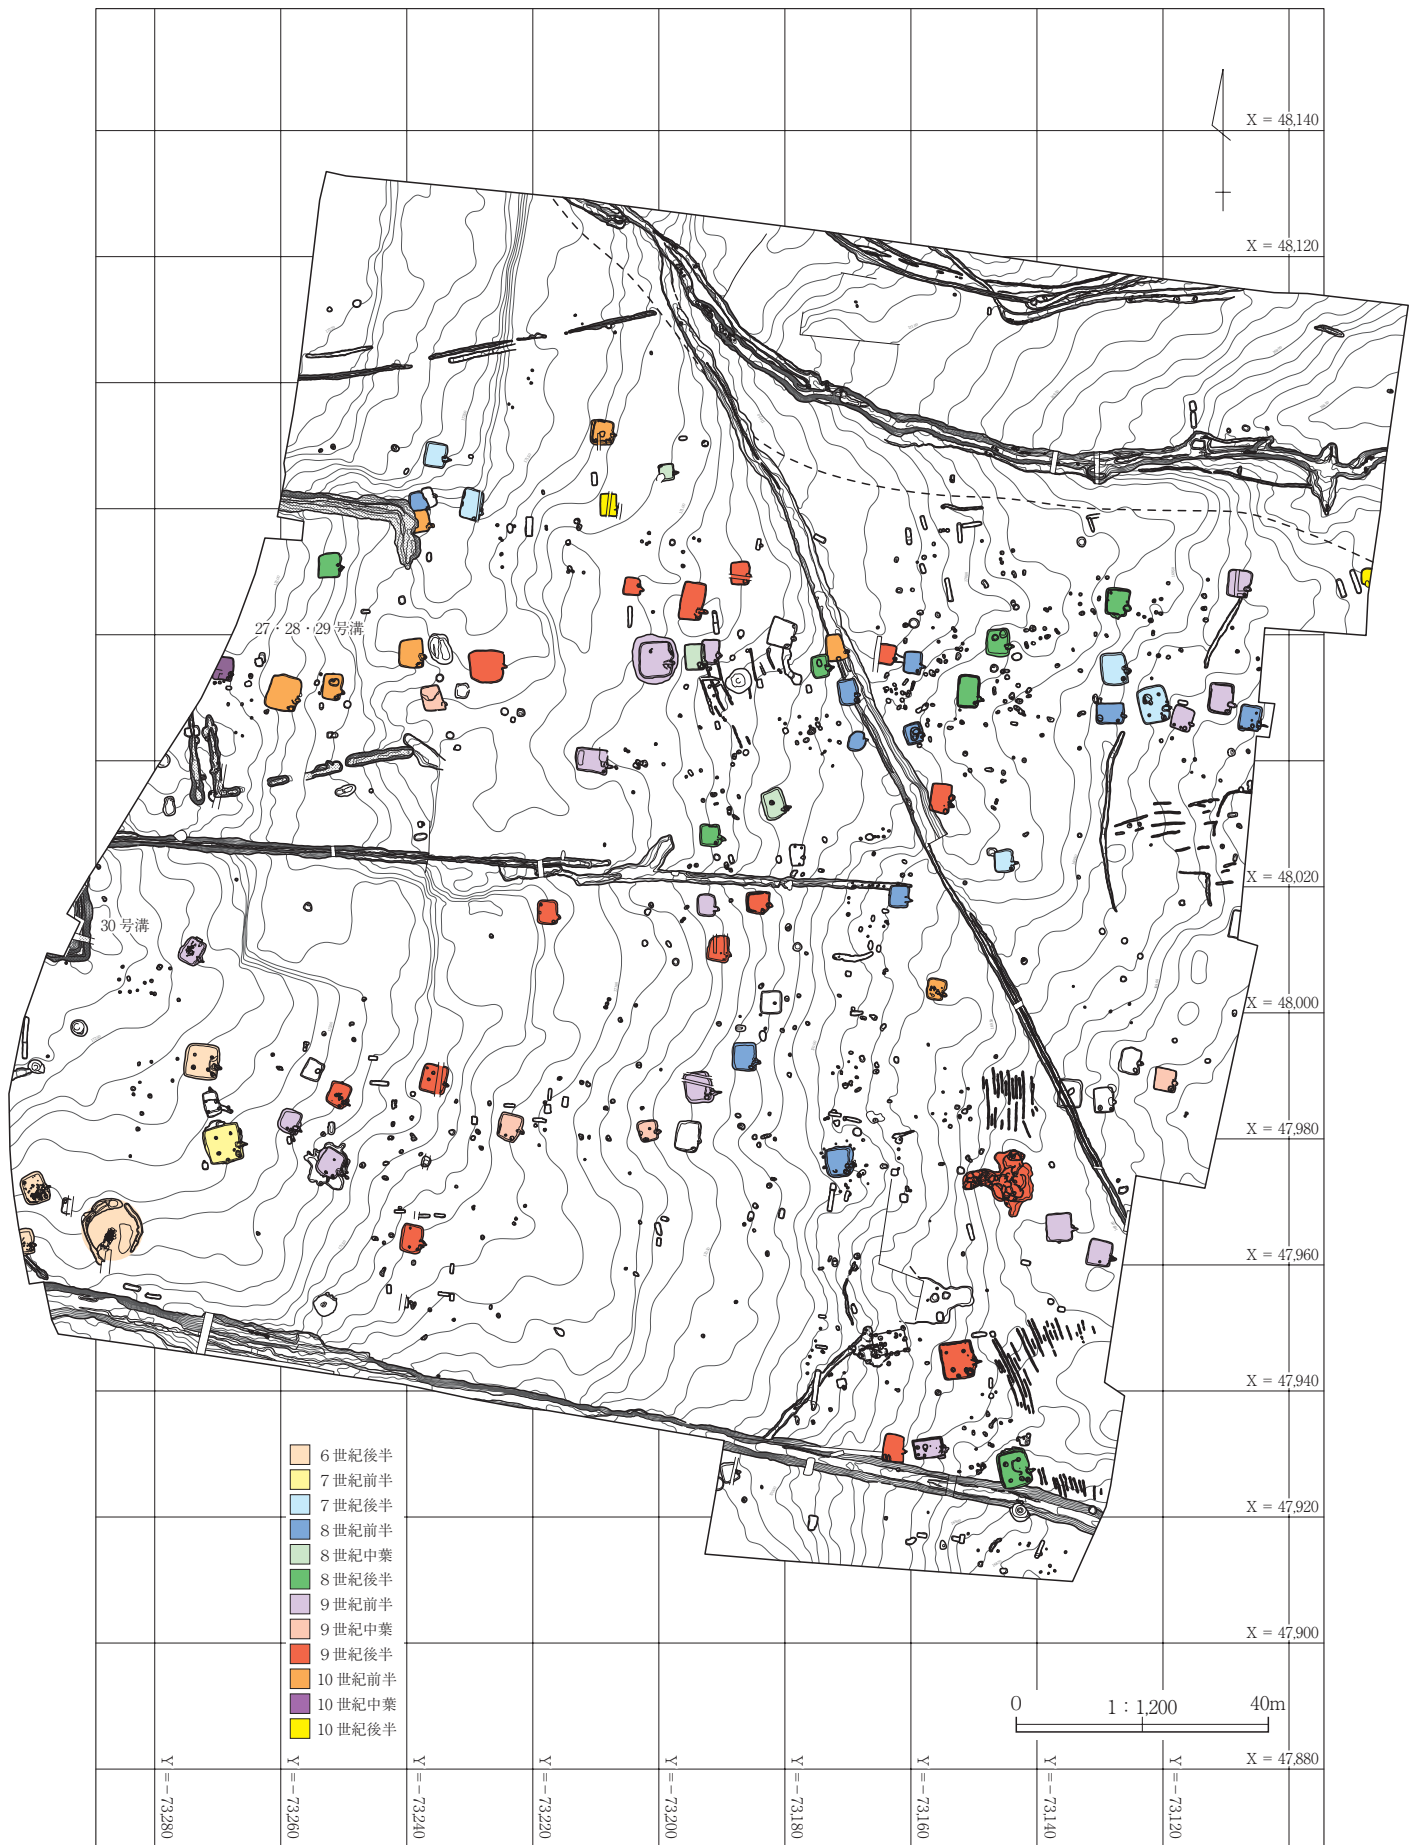 X = 48,140
X = 48,120
27・28・29 号溝
X = 48,020
30 号溝
X = 48,000
X = 47,980
X = 47,960
X = 47,940
X = 47,920
X = 47,900
X = 47,880
6 世紀後半
7 世紀前半
7 世紀後半
8 世紀前半
8 世紀中葉
8 世紀後半
9 世紀前半
9 世紀中葉
9 世紀後半
10 世紀前半
10 世紀中葉
10 世紀後半
0 1：1,200 40m
Y = − 73,280
Y = − 73,260
Y = − 73,240
Y = − 73,220
Y = − 73,200
Y = − 73,180
Y = − 73,160
Y = − 73,140
Y = − 73,120